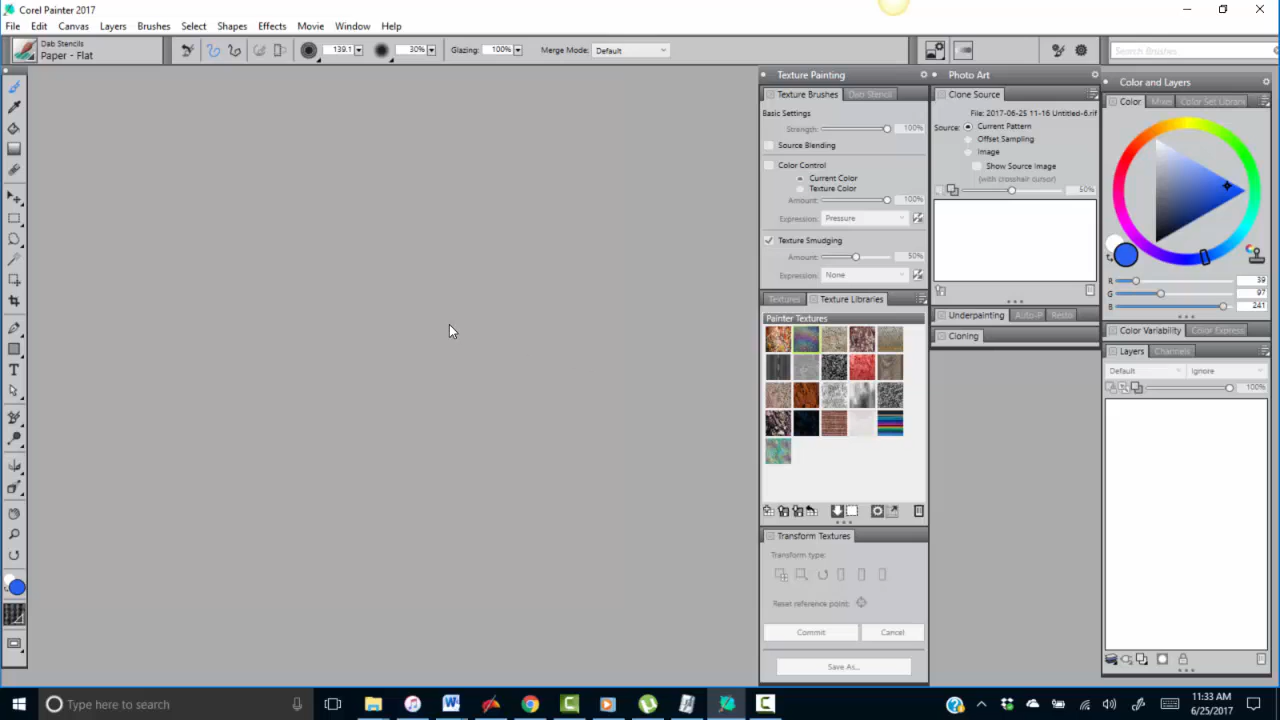 Corel Painter 2017
File Edit Canvas Layers Brushes Select Shapes Effects Movie Window Help
Dab Stencils
Paper - Flat
139.1
30%
Glazing: 100%
Merge Mode: Default
Search Brushes
Texture Painting
Texture Brushes Dab Stencil
Basic Settings
Strength: 100%
Source Blending
Color Control
Current Color
Texture Color
Amount: 100%
Expression: Pressure
Texture Smudging
Amount: 50%
Expression: None
Textures Texture Libraries
Painter Textures
Transform Textures
Transform type:
Reset reference point:
Commit Cancel
Save As...
Photo Art
Clone Source
File: 2017-06-25 11-16 Untitled-6.rif
Source: Current Pattern
Offset Sampling
Image
Show Source Image
(with crosshair cursor)
50%
Underpainting Auto-P Resto
Cloning
Color and Layers
Color Mixer Color Set Librari
R 39
G 97
B 241
Color Variability Color Express
Layers Channels
Default Ignore
100%
Type here to search
11:33 AM
6/25/2017